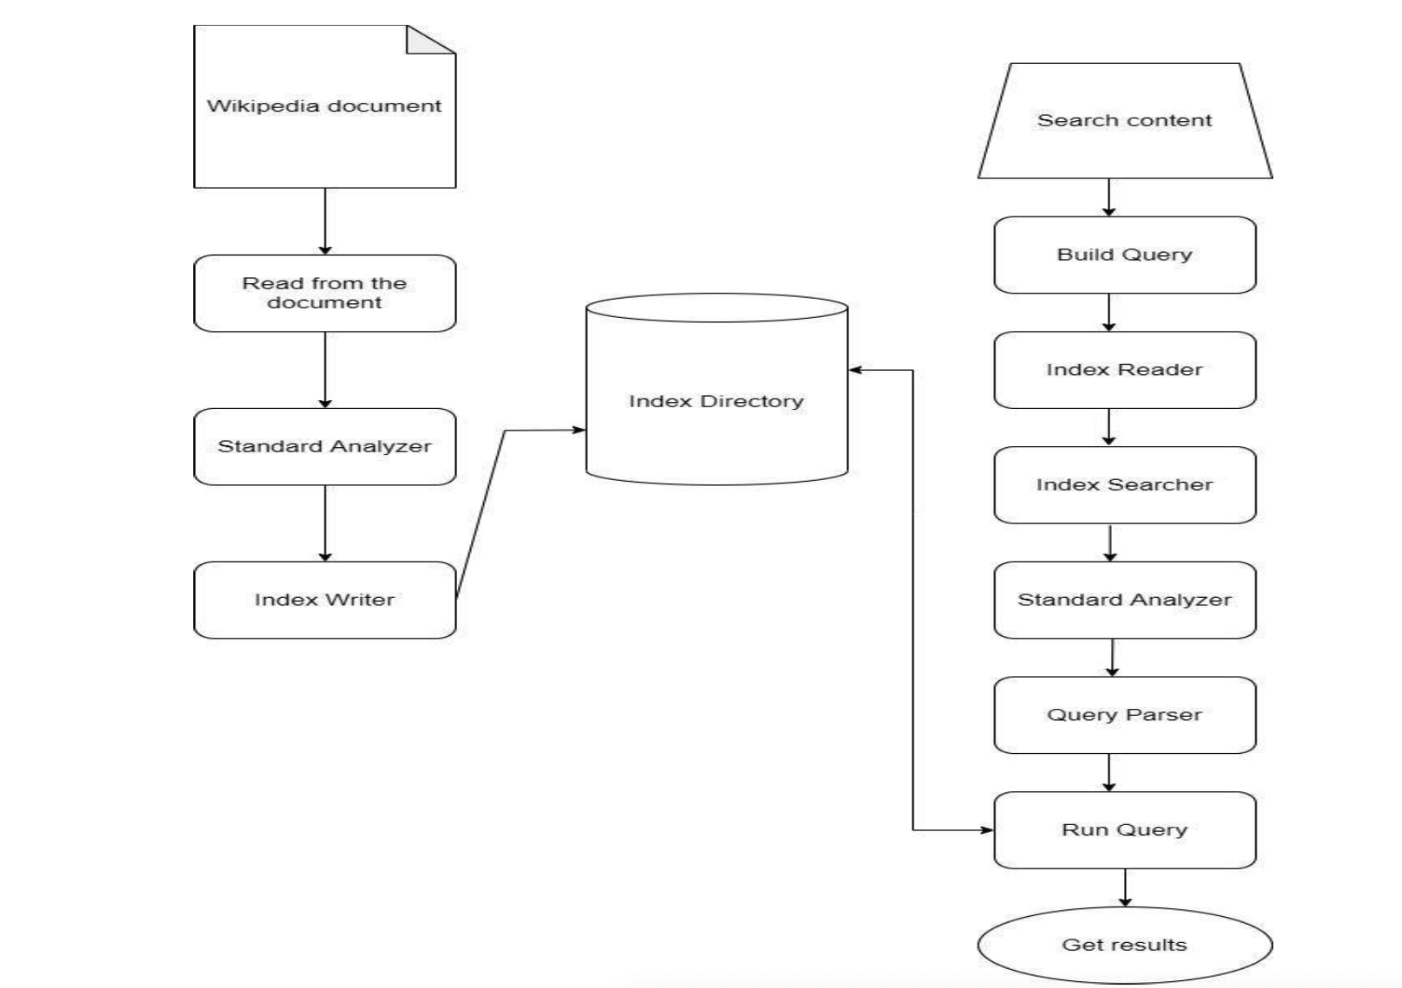 Wikipedia document
Read from the
document
Standard Analyzer
Index Writer
Index Directory
Search content
Build Query
Index Reader
Index Searcher
Standard Analyzer
Query Parser
Run Query
Get results